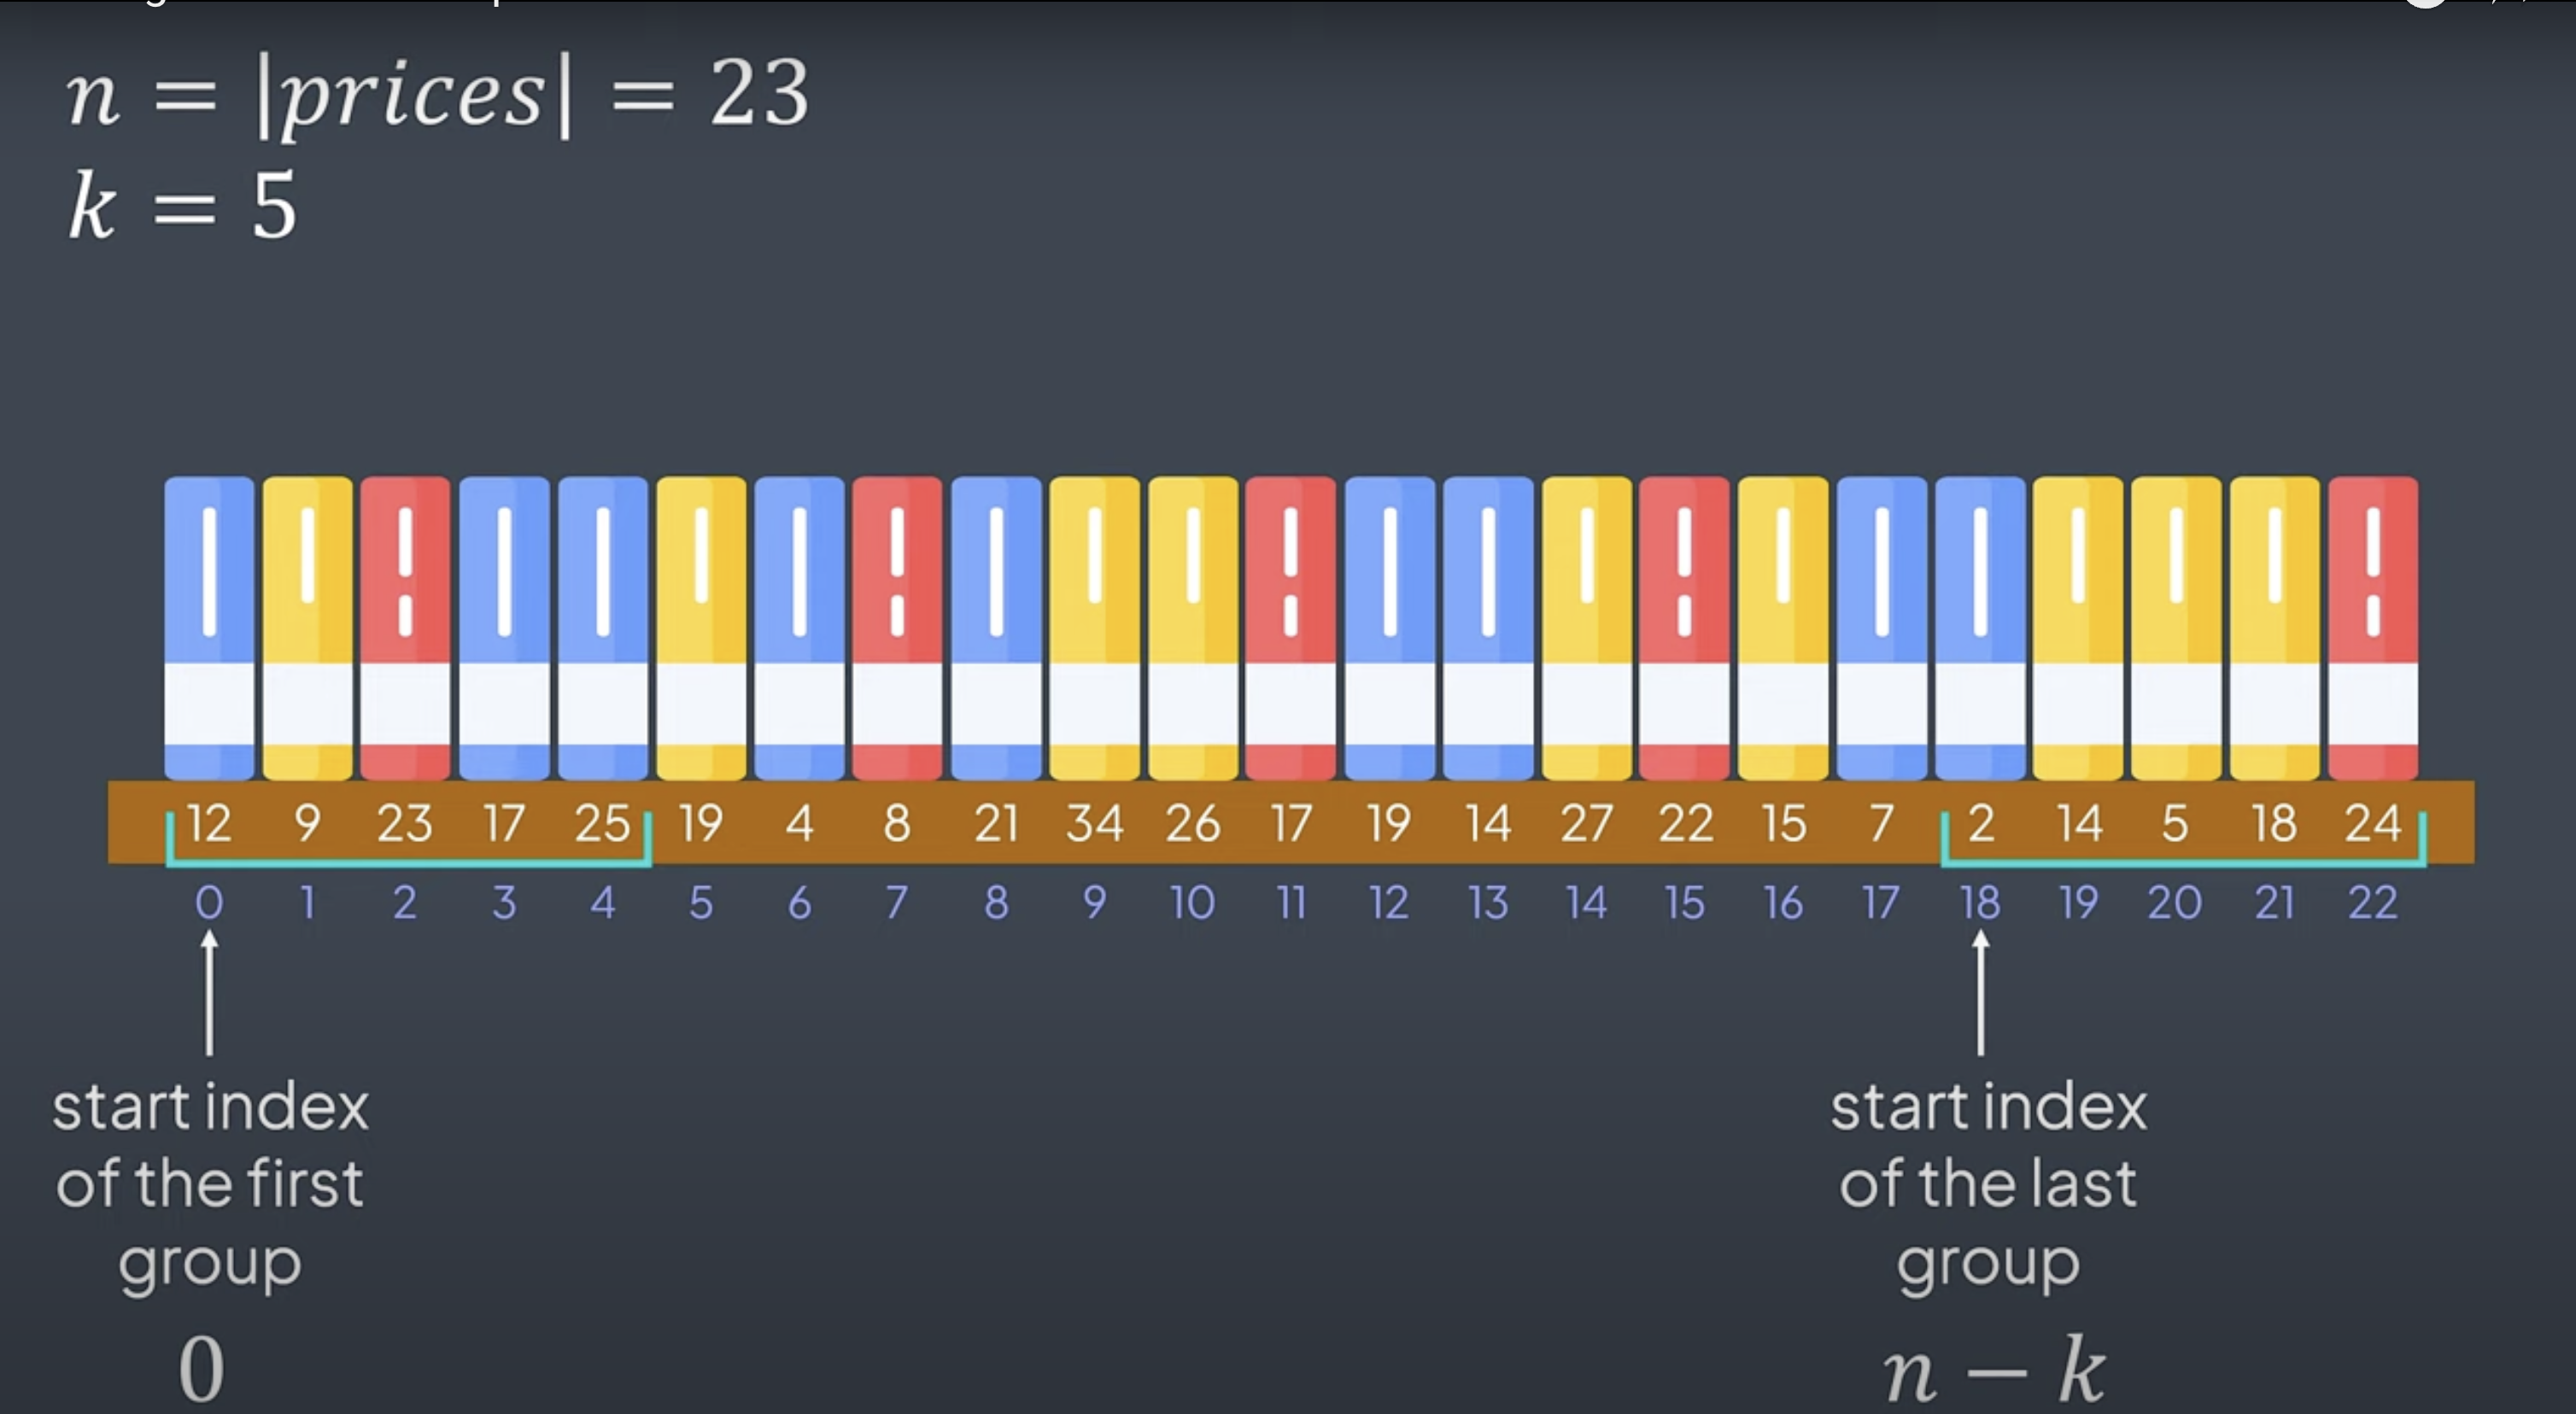 n = |prices| = 23
k = 5
12 9 23 17 25 19 4 8 21 34 26 17 19 14 27 22 15 7 2 14 5 18 24
0 1 2 3 4 5 6 7 8 9 10 11 12 13 14 15 16 17 18 19 20 21 22
start index
of the first
group
0
start index
of the last
group
n − k